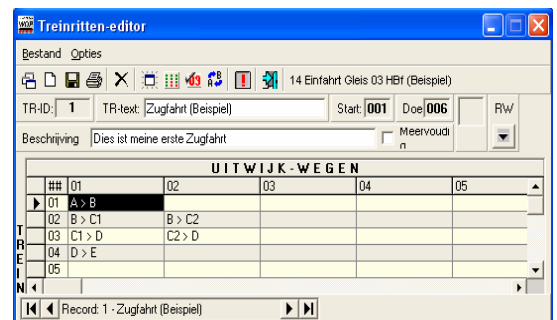 Treinritten-editor
Bestand Opties
14 Einfahrt Gleis 03 HBf (Beispiel)
TR-ID: 1 TR-text: Zugfahrt (Beispiel) Start: 001 Doel 006 RW
Beschrijving Dies ist meine erste Zugfahrt Meervoudi
n
UITWIJK-WEGEN
## 01 02 03 04 05
01 A > B
02 B > C1 B > C2
03 C1 > D C2 > D
04 D > E
05
TREIN
Record: 1 - Zugfahrt (Beispiel)